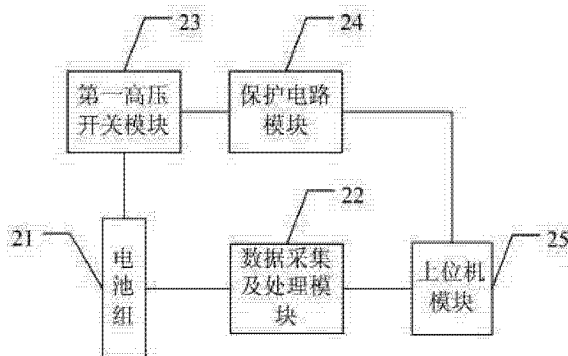 23
24
第一高压
开关模块
保护电路
模块
22
21
电
池
组
数据采集
及处理模
块
25
上位机
模块